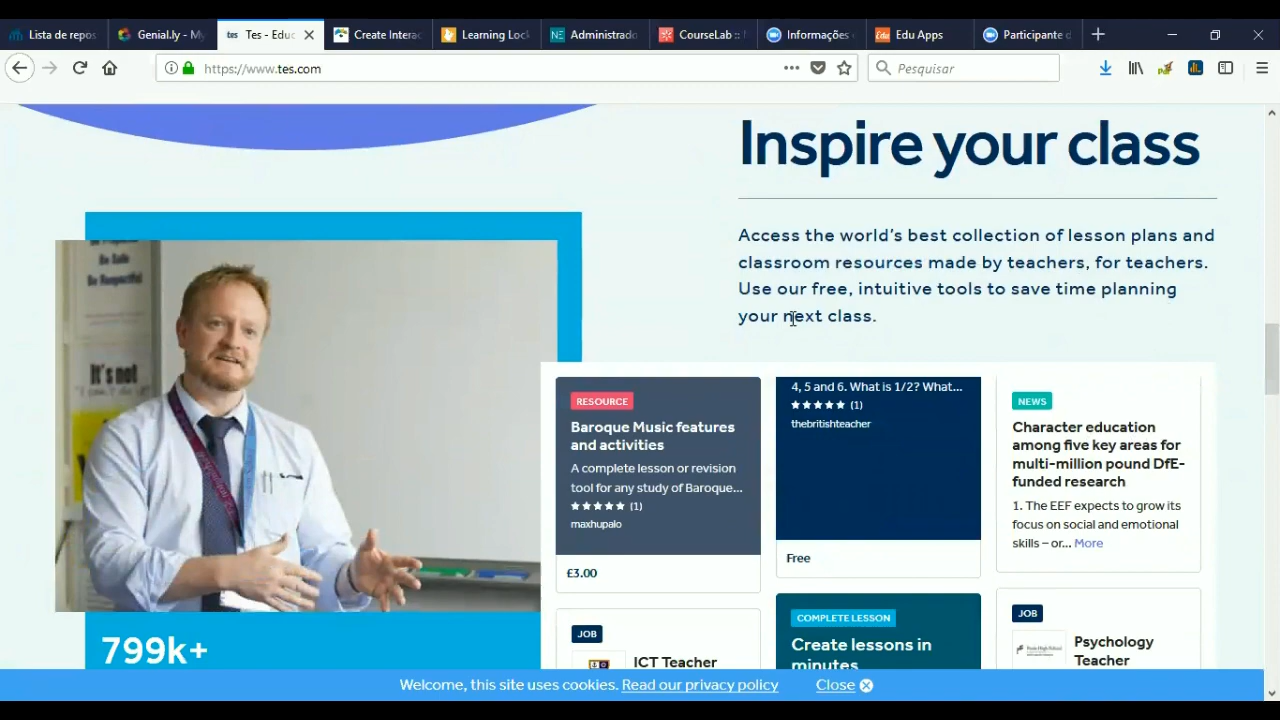 Lista de repos
Genial.ly - My
Tes - Educ
Create Interac
Learning Lock
Administrado
CourseLab ::
Informações
Edu Apps
Participante d
https://www.tes.com
Pesquisar
Inspire your class
Access the world's best collection of lesson plans and
classroom resources made by teachers, for teachers.
Use our free, intuitive tools to save time planning
your next class.
Be Safe
Be Respectful
It's not
RESOURCE
Baroque Music features
and activities
A complete lesson or revision
tool for any study of Baroque...
(1)
maxhupalo
£3.00
JOB
ICT Teacher
4, 5 and 6. What is 1/2? What...
(1)
thebritishteacher
Free
COMPLETE LESSON
Create lessons in
minutes
NEWS
Character education
among five key areas for
multi-million pound DfE-
funded research
1. The EEF expects to grow its
focus on social and emotional
skills – or... More
JOB
Psychology
Teacher
799k+
Welcome, this site uses cookies. Read our privacy policy Close